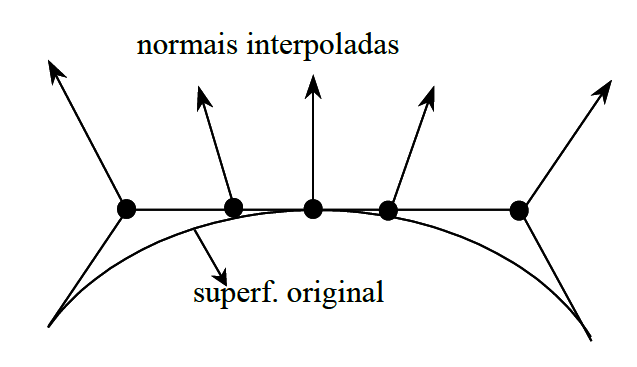 normais interpoladas
superf. original